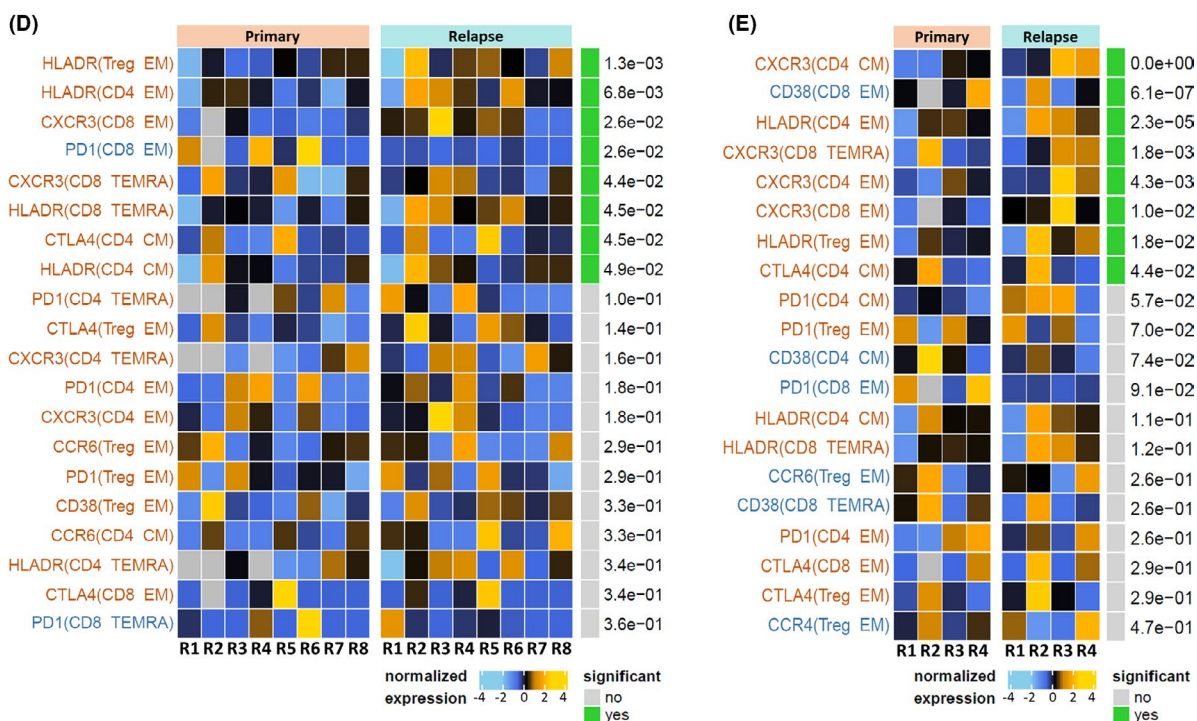 (D)
Primary Relapse
HLADR(Treg EM) 1.3e−03
HLADR(CD4 EM) 6.8e−03
CXCR3(CD8 EM) 2.6e−02
PD1(CD8 EM) 2.6e−02
CXCR3(CD8 TEMRA) 4.4e−02
HLADR(CD8 TEMRA) 4.5e−02
CTLA4(CD4 CM) 4.5e−02
HLADR(CD4 CM) 4.9e−02
PD1(CD4 TEMRA) 1.0e−01
CTLA4(Treg EM) 1.4e−01
CXCR3(CD4 TEMRA) 1.6e−01
PD1(CD4 EM) 1.8e−01
CXCR3(CD4 EM) 1.8e−01
CCR6(Treg EM) 2.9e−01
PD1(Treg EM) 2.9e−01
CD38(Treg EM) 3.3e−01
CCR6(CD4 CM) 3.3e−01
HLADR(CD4 TEMRA) 3.4e−01
CTLA4(CD8 EM) 3.4e−01
PD1(CD8 TEMRA) 3.6e−01
R1 R2 R3 R4 R5 R6 R7 R8 R1 R2 R3 R4 R5 R6 R7 R8
normalized expression
-4 -2 0 2 4
significant
no
yes
(E)
Primary Relapse
CXCR3(CD4 CM) 0.0e+00
CD38(CD8 EM) 6.1e−07
HLADR(CD4 EM) 2.3e−05
CXCR3(CD8 TEMRA) 1.8e−03
CXCR3(CD4 EM) 4.3e−03
CXCR3(CD8 EM) 1.0e−02
HLADR(Treg EM) 1.8e−02
CTLA4(CD4 CM) 4.4e−02
PD1(CD4 CM) 5.7e−02
PD1(Treg EM) 7.0e−02
CD38(CD4 CM) 7.4e−02
PD1(CD8 EM) 9.1e−02
HLADR(CD4 CM) 1.1e−01
HLADR(CD8 TEMRA) 1.2e−01
CCR6(Treg EM) 2.6e−01
CD38(CD8 TEMRA) 2.6e−01
PD1(CD4 EM) 2.6e−01
CTLA4(CD8 EM) 2.9e−01
CTLA4(Treg EM) 2.9e−01
CCR4(Treg EM) 4.7e−01
R1 R2 R3 R4 R1 R2 R3 R4
normalized expression
-4 -2 0 2 4
significant
no
yes